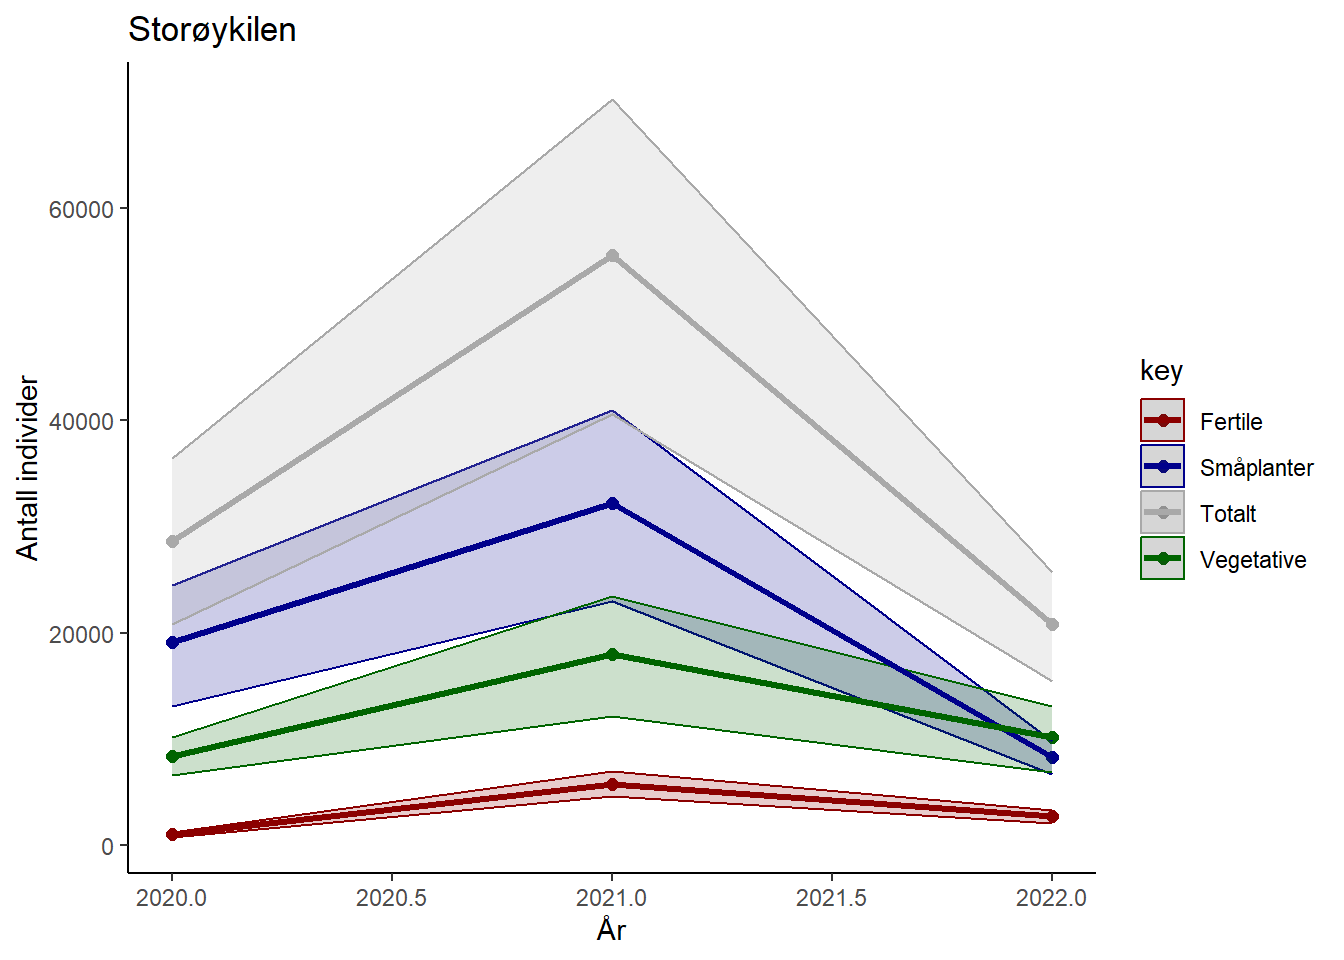 Storøykilen
Antall individer
60000
40000
20000
0
2020.0 2020.5 2021.0 2021.5 2022.0
År
key
Fertile
Småplanter
Totalt
Vegetative